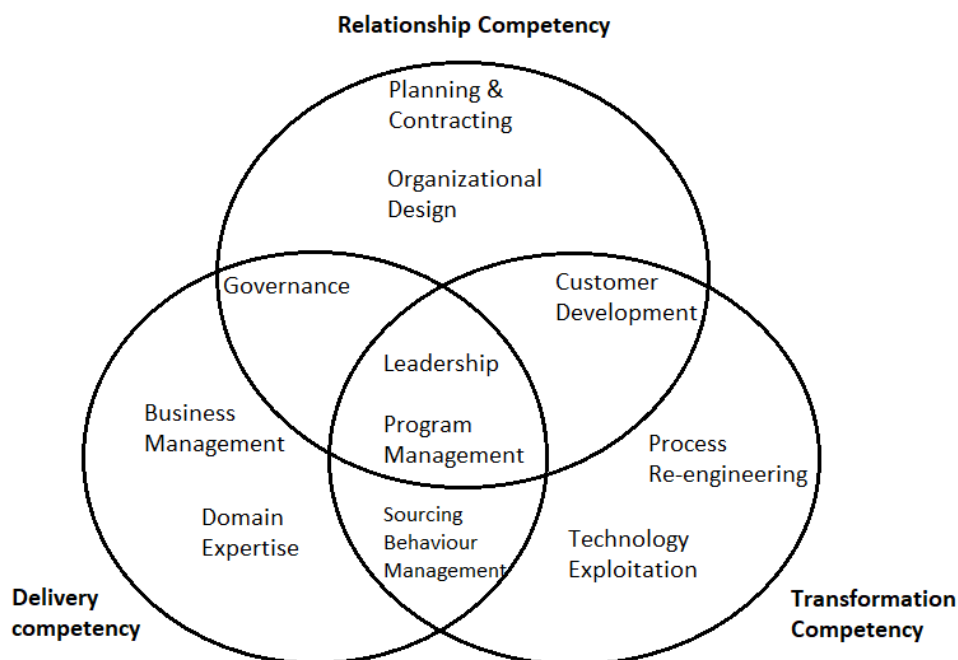 Relationship Competency
Planning &
Contracting
Organizational
Design
Governance
Customer
Development
Leadership
Business
Management
Program
Management
Process
Re-engineering
Domain
Expertise
Sourcing
Behaviour
Management
Technology
Exploitation
Delivery
competency
Transformation
Competency